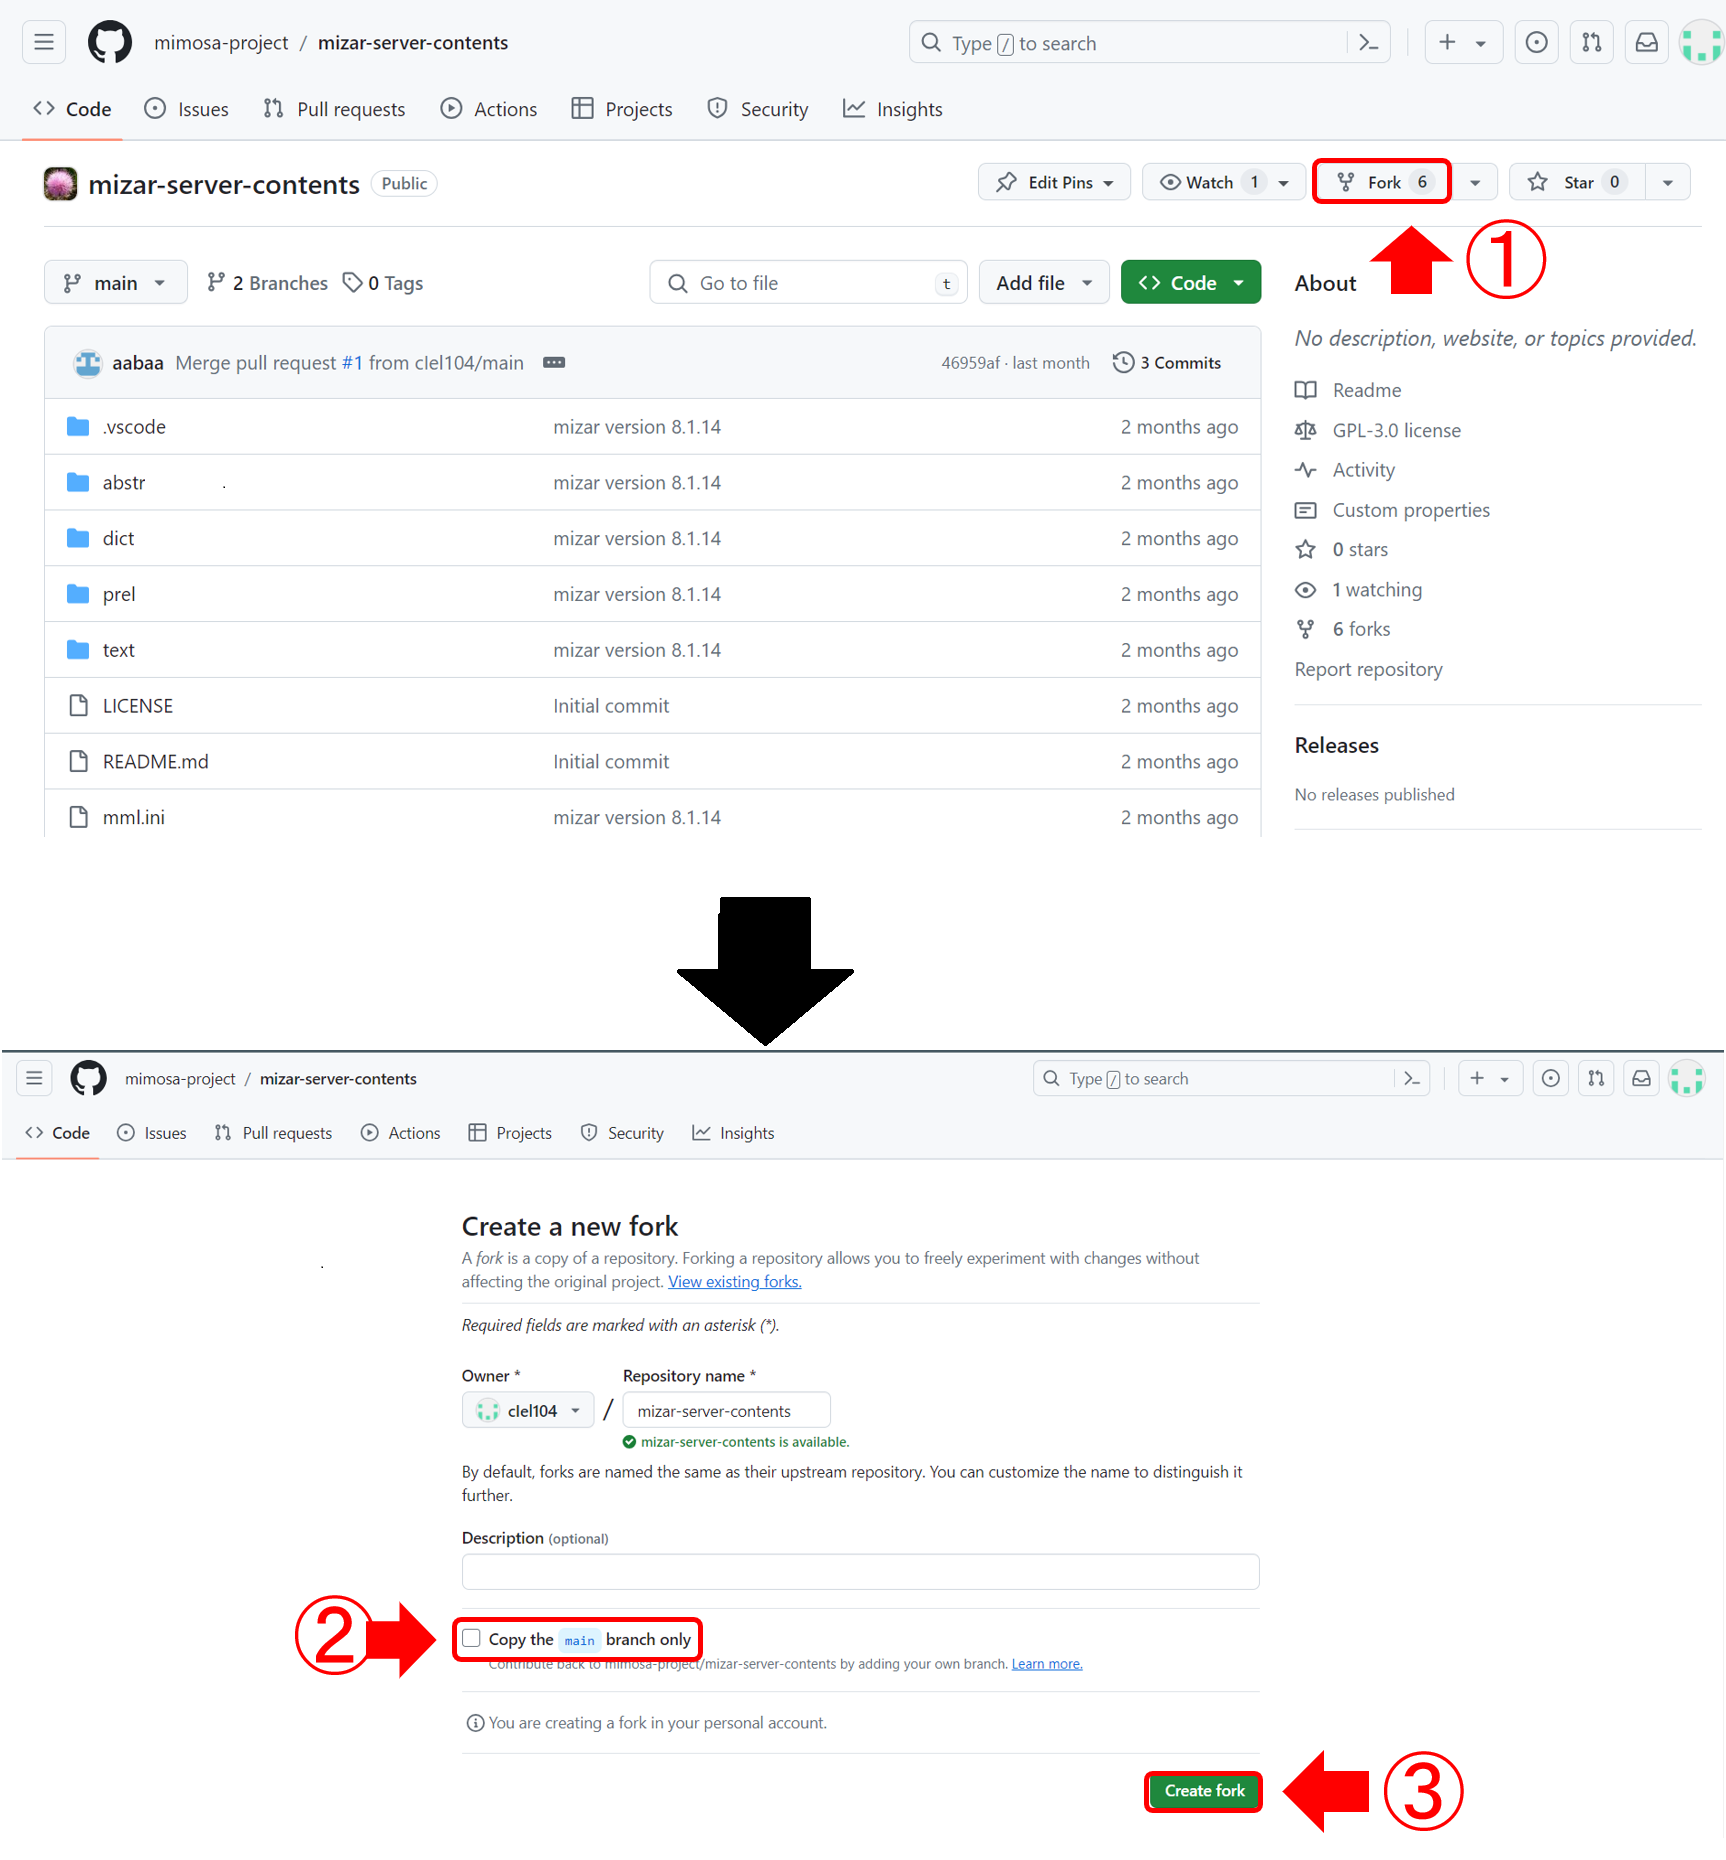 mimosa-project / mizar-server-contents
Type / to search
Code Issues Pull requests Actions Projects Security Insights
mizar-server-contents Public
Edit Pins Watch 1 Fork 6 Star 0
①
main 2 Branches 0 Tags
Go to file t
Add file Code
About
No description, website, or topics provided.
aabaa Merge pull request #1 from clel104/main 46959af · last month 3 Commits
.vscode mizar version 8.1.14 2 months ago
abstr mizar version 8.1.14 2 months ago
dict mizar version 8.1.14 2 months ago
prel mizar version 8.1.14 2 months ago
text mizar version 8.1.14 2 months ago
LICENSE Initial commit 2 months ago
README.md Initial commit 2 months ago
mml.ini mizar version 8.1.14 2 months ago
Readme
GPL-3.0 license
Activity
Custom properties
0 stars
1 watching
6 forks
Report repository
Releases
No releases published
mimosa-project / mizar-server-contents
Type / to search
Code Issues Pull requests Actions Projects Security Insights
Create a new fork
A fork is a copy of a repository. Forking a repository allows you to freely experiment with changes without
affecting the original project. View existing forks.
Required fields are marked with an asterisk (*).
Owner * Repository name *
clel104 / mizar-server-contents
mizar-server-contents is available.
By default, forks are named the same as their upstream repository. You can customize the name to distinguish it
further.
Description (optional)
② Copy the main branch only
Contribute back to mimosa-project/mizar-server-contents by adding your own branch. Learn more.
You are creating a fork in your personal account.
Create fork ③